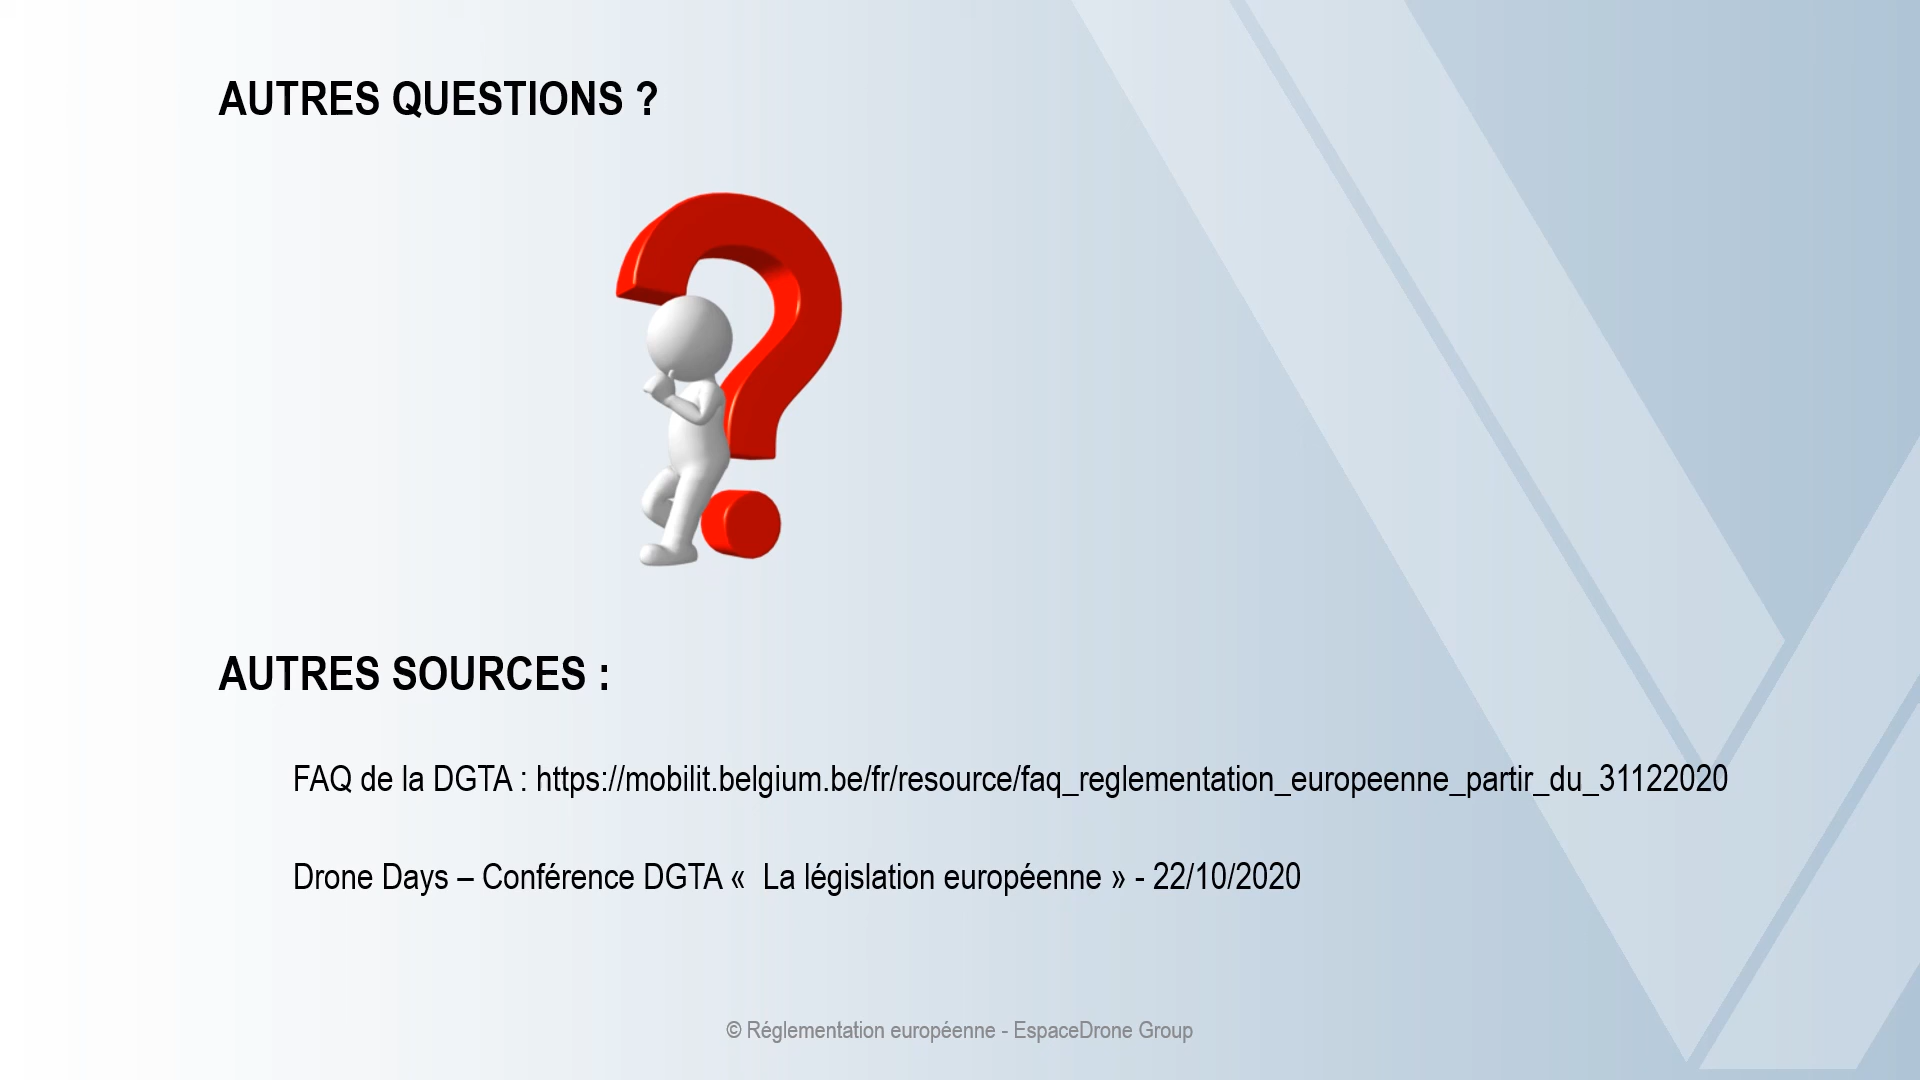 AUTRES QUESTIONS ?
AUTRES SOURCES :
FAQ de la DGTA : https://mobilit.belgium.be/fr/resource/faq_reglementation_europeenne_partir_du_31122020
Drone Days – Conférence DGTA «  La législation européenne » - 22/10/2020
© Réglementation européenne - EspaceDrone Group